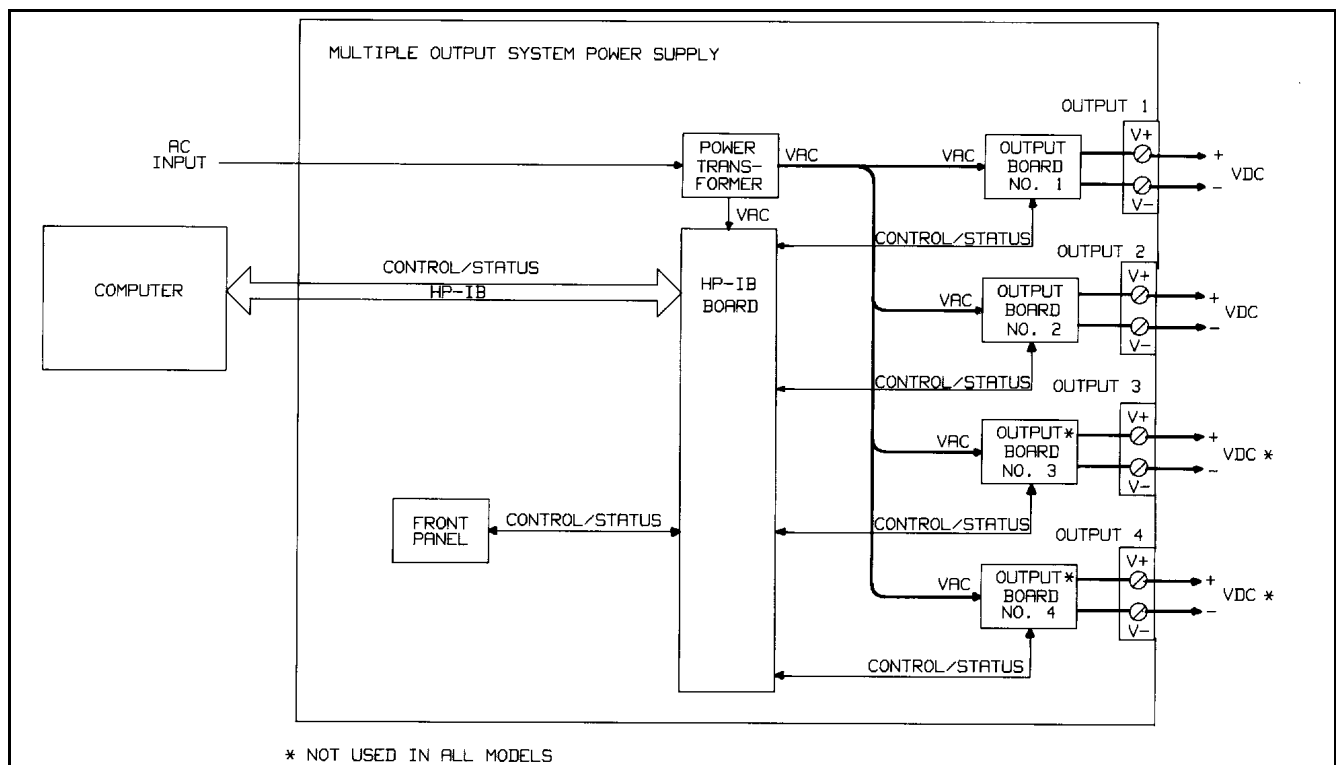 MULTIPLE OUTPUT SYSTEM POWER SUPPLY
OUTPUT 1
AC
INPUT
POWER
TRANS-
FORMER
VAC
VAC
OUTPUT
BOARD
NO. 1
V+
V-
+
-
VDC
VAC
CONTROL/STATUS
OUTPUT 2
COMPUTER
CONTROL/STATUS
HP-IB
HP-IB
BOARD
VAC
OUTPUT
BOARD
NO. 2
V+
V-
+
-
VDC
CONTROL/STATUS
OUTPUT 3
VAC
OUTPUT*
BOARD
NO. 3
V+
V-
+
-
VDC *
FRONT
PANEL
CONTROL/STATUS
CONTROL/STATUS
OUTPUT 4
VAC
OUTPUT*
BOARD
NO. 4
V+
V-
+
-
VDC *
CONTROL/STATUS
* NOT USED IN ALL MODELS